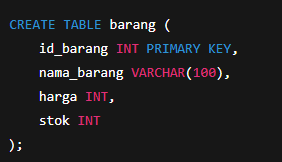 CREATE TABLE barang (
    id_barang INT PRIMARY KEY,
    nama_barang VARCHAR(100),
    harga INT,
    stok INT
);